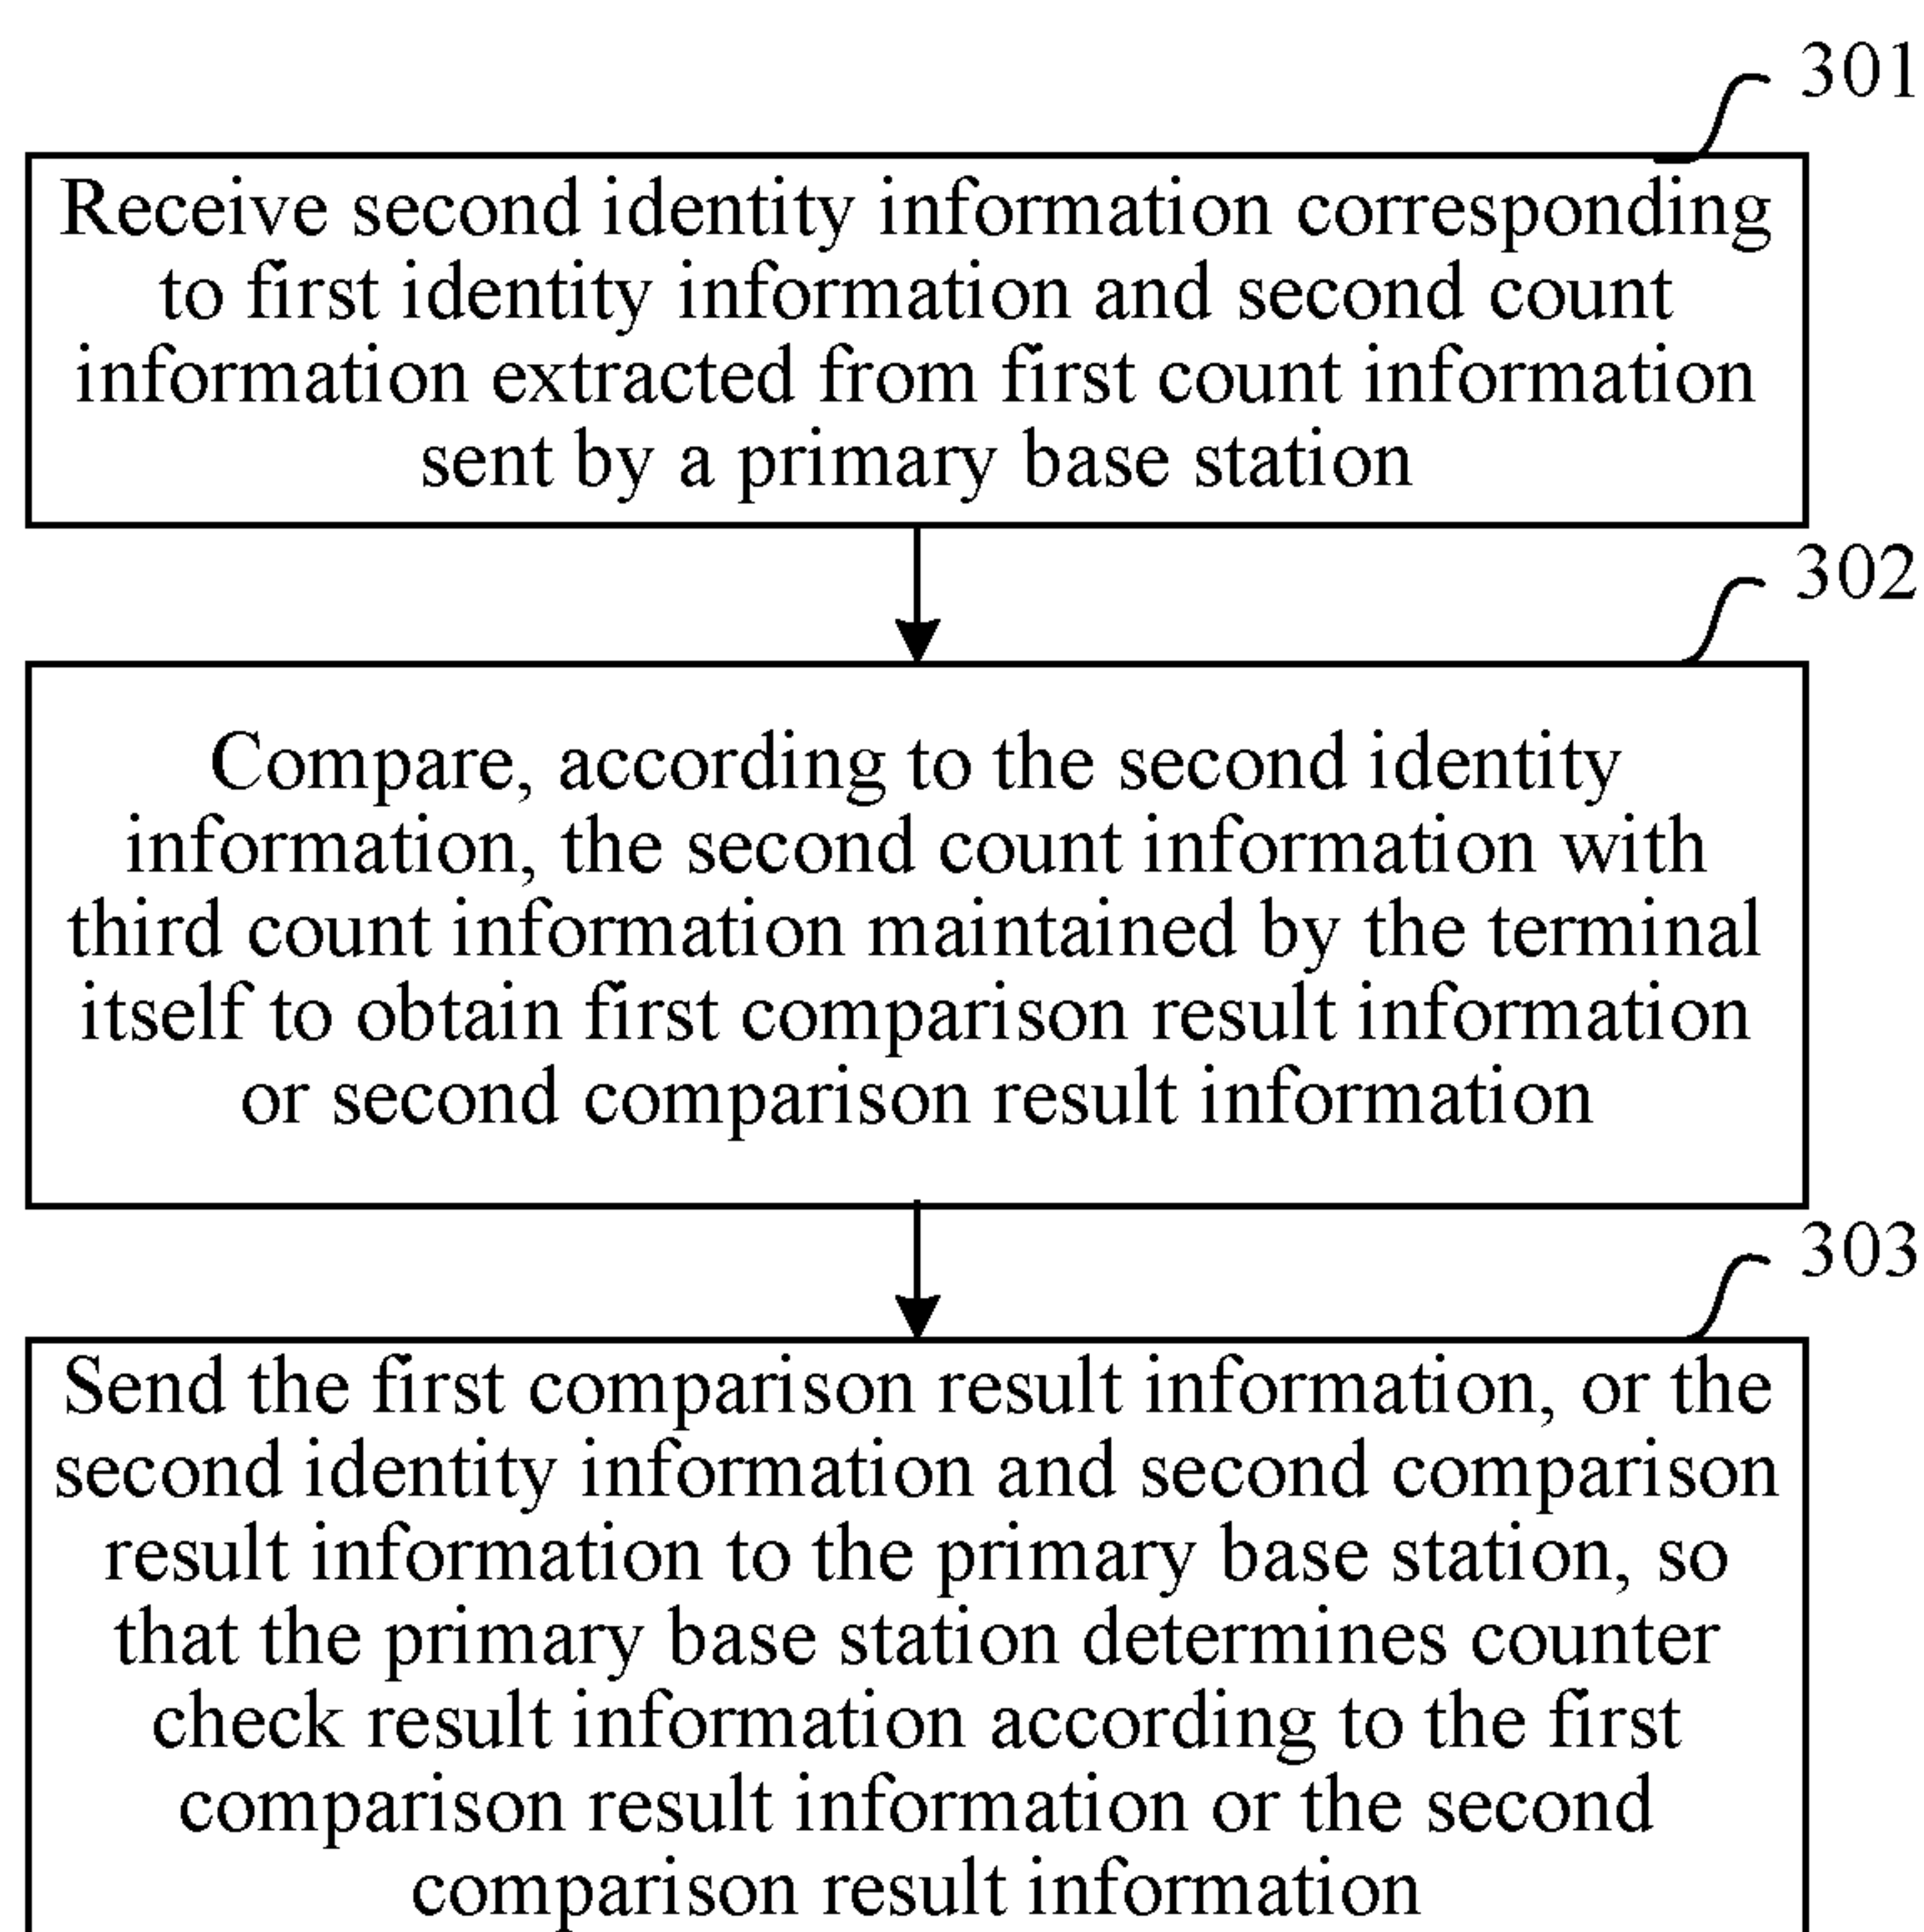 301
Receive second identity information corresponding
to first identity information and second count
information extracted from first count information
sent by a primary base station
302
Compare, according to the second identity
information, the second count information with
third count information maintained by the terminal
itself to obtain first comparison result information
or second comparison result information
303
Send the first comparison result information, or the
second identity information and second comparison
result information to the primary base station, so
that the primary base station determines counter
check result information according to the first
comparison result information or the second
comparison result information